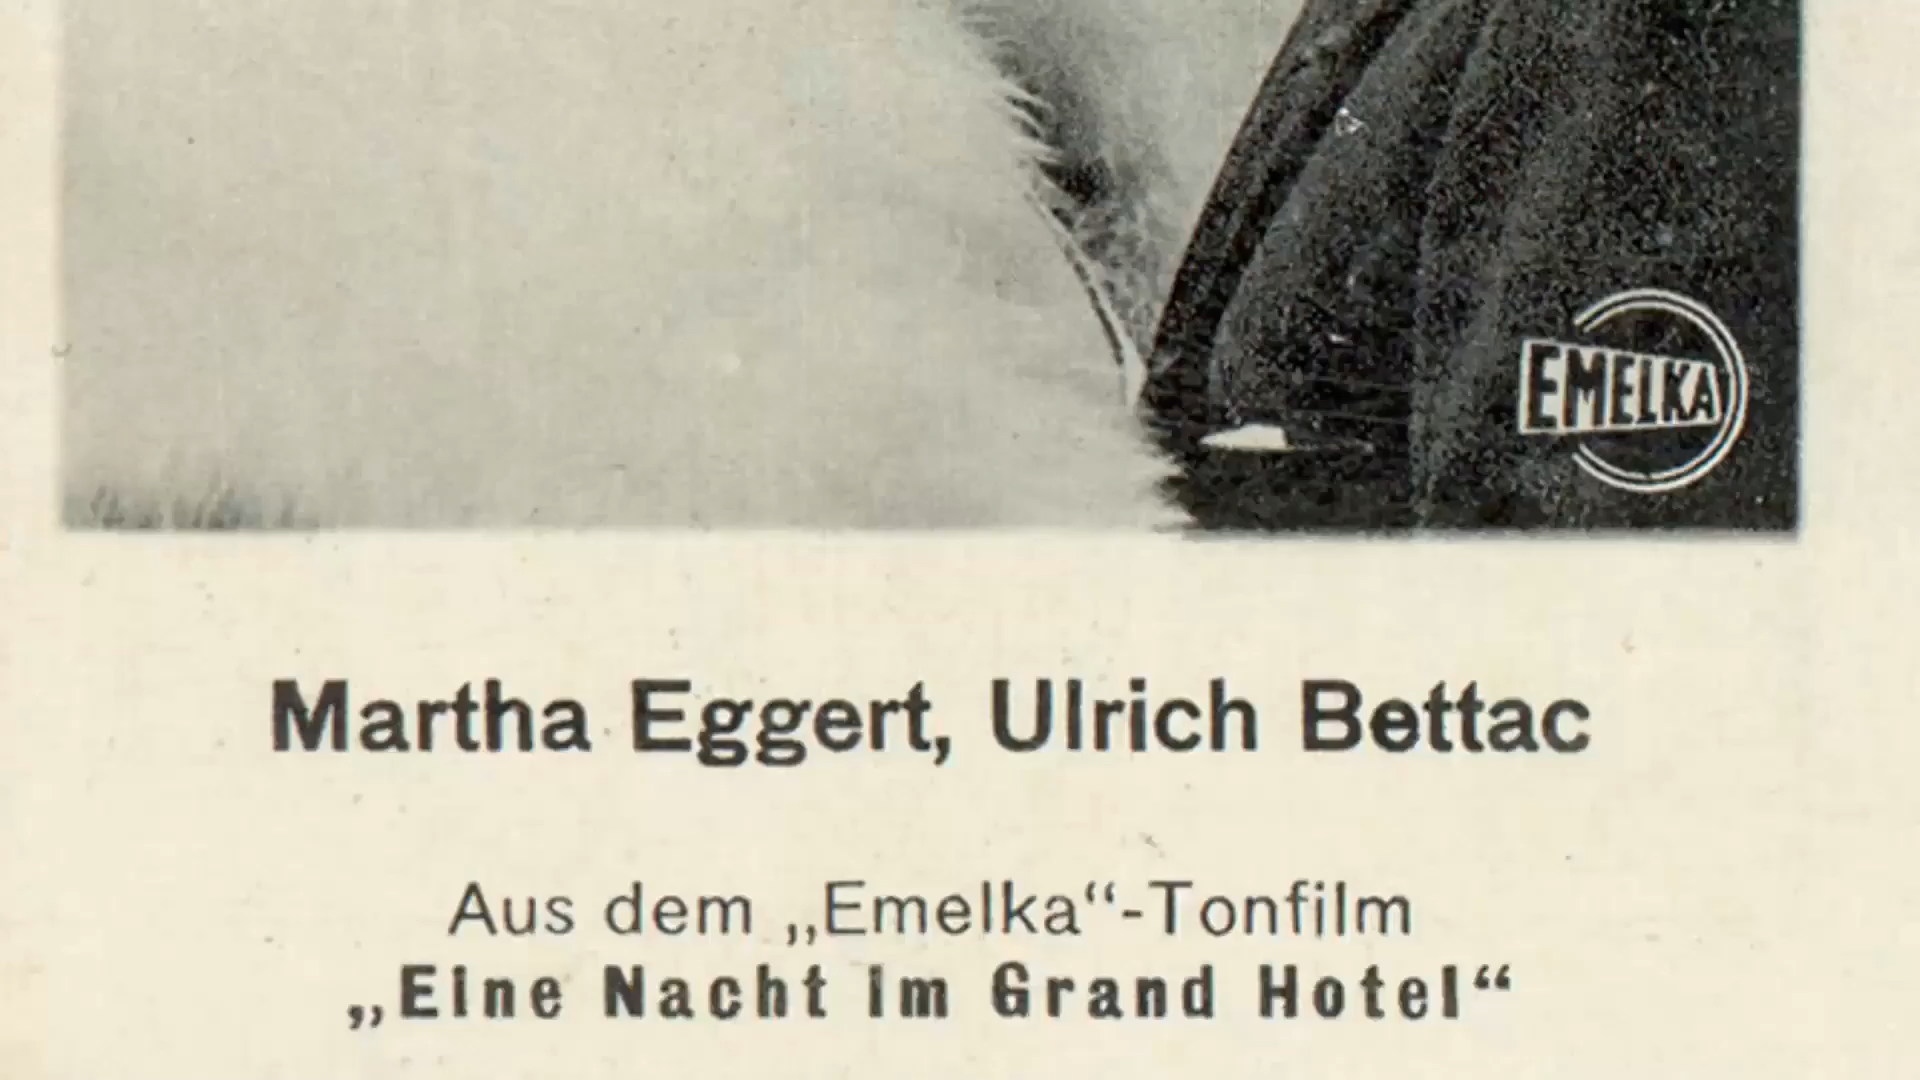 EMELKA
Martha Eggert, Ulrich Bettac
Aus dem „Emelka“-Tonfilm
„Eine Nacht im Grand Hotel“